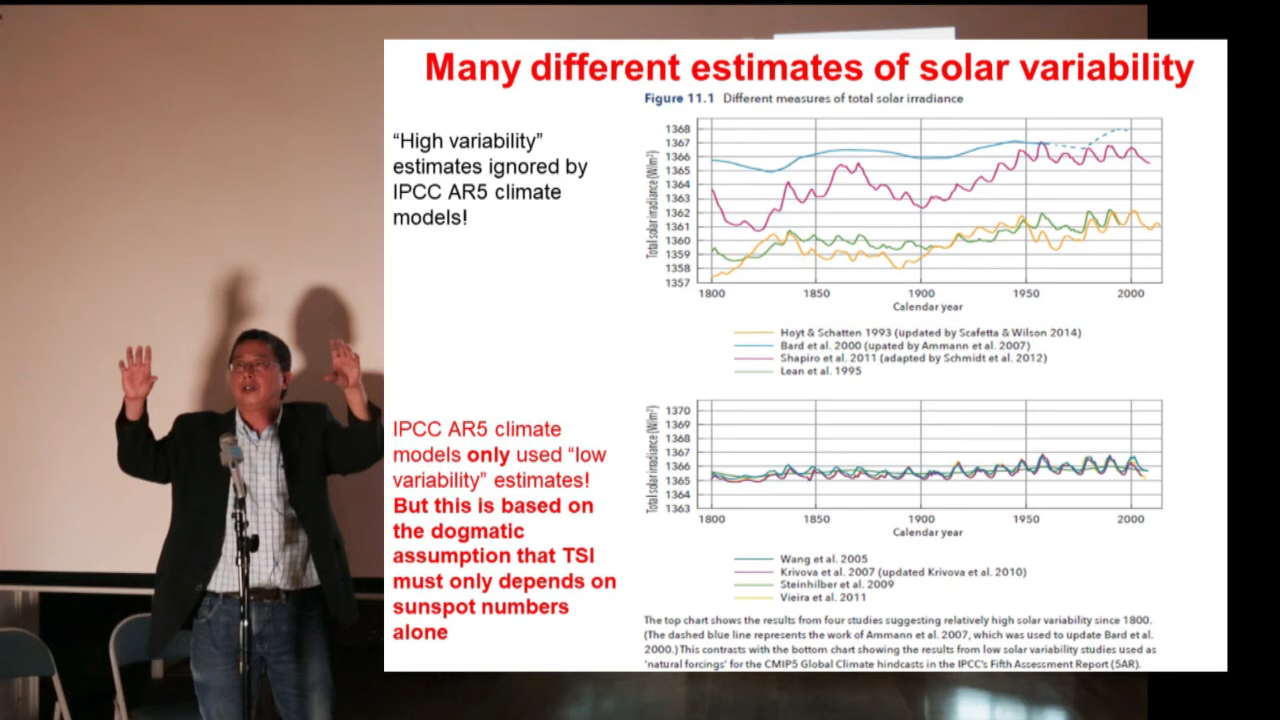 Many different estimates of solar variability
"High variability"
estimates ignored by
IPCC AR5 climate
models!
IPCC AR5 climate
models only used "low
variability" estimates!
But this is based on
the dogmatic
assumption that TSI
must only depends on
sunspot numbers
alone
Figure 11.1 Different measures of total solar irradiance
Total solar irradiance (W/m²)
1368
1367
1366
1365
1364
1363
1362
1361
1360
1359
1358
1357
1800 1850 1900 1950 2000
Calendar year
Hoyt & Schatten 1993 (updated by Scafetta & Wilson 2014)
Bard et al. 2000 (upated by Ammann et al. 2007)
Shapiro et al. 2011 (adapted by Schmidt et al. 2012)
Lean et al. 1995
Total solar irradiance (W/m²)
1370
1369
1368
1367
1366
1365
1364
1363
1800 1850 1900 1950 2000
Calendar year
Wang et al. 2005
Krivova et al. 2007 (updated Krivova et al. 2010)
Steinhilber et al. 2009
Vieira et al. 2011
The top chart shows the results from four studies suggesting relatively high solar variability since 1800.
(The dashed blue line represents the work of Ammann et al. 2007, which was used to update Bard et al.
2000.) This contrasts with the bottom chart showing the results from low solar variability studies used as
'natural forcings' for the CMIP5 Global Climate hindcasts in the IPCC's Fifth Assessment Report (5AR).